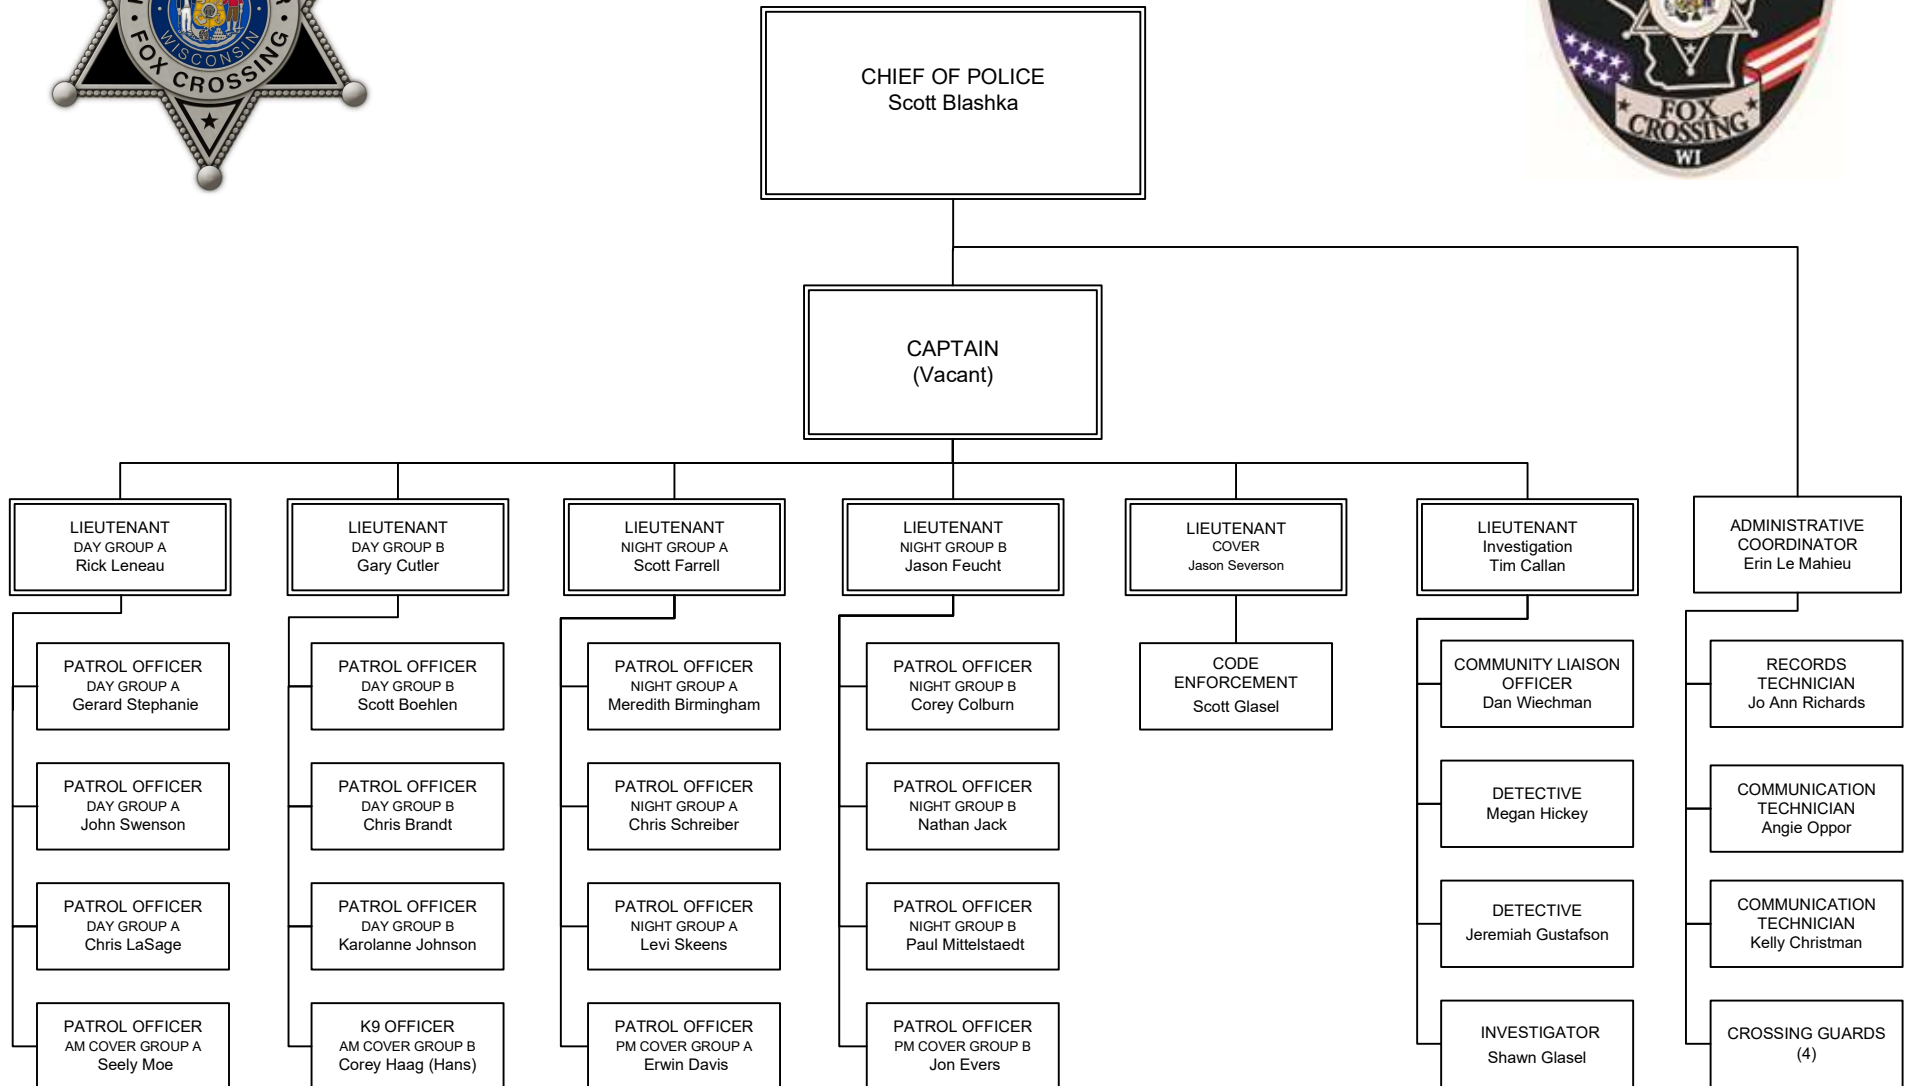 WISCONSIN
FOX CROSSING
FOX
CROSSING
WI
CHIEF OF POLICE
Scott Blashka
CAPTAIN
(Vacant)
LIEUTENANT
DAY GROUP A
Rick Leneau
LIEUTENANT
DAY GROUP B
Gary Cutler
LIEUTENANT
NIGHT GROUP A
Scott Farrell
LIEUTENANT
NIGHT GROUP B
Jason Feucht
LIEUTENANT
COVER
Jason Severson
LIEUTENANT
Investigation
Tim Callan
ADMINISTRATIVE
COORDINATOR
Erin Le Mahieu
PATROL OFFICER
DAY GROUP A
Gerard Stephanie
PATROL OFFICER
DAY GROUP B
Scott Boehlen
PATROL OFFICER
NIGHT GROUP A
Meredith Birmingham
PATROL OFFICER
NIGHT GROUP B
Corey Colburn
CODE
ENFORCEMENT
Scott Glasel
COMMUNITY LIAISON
OFFICER
Dan Wiechman
RECORDS
TECHNICIAN
Jo Ann Richards
PATROL OFFICER
DAY GROUP A
John Swenson
PATROL OFFICER
DAY GROUP B
Chris Brandt
PATROL OFFICER
NIGHT GROUP A
Chris Schreiber
PATROL OFFICER
NIGHT GROUP B
Nathan Jack
DETECTIVE
Megan Hickey
COMMUNICATION
TECHNICIAN
Angie Oppor
PATROL OFFICER
DAY GROUP A
Chris LaSage
PATROL OFFICER
DAY GROUP B
Karolanne Johnson
PATROL OFFICER
NIGHT GROUP A
Levi Skeens
PATROL OFFICER
NIGHT GROUP B
Paul Mittelstaedt
DETECTIVE
Jeremiah Gustafson
COMMUNICATION
TECHNICIAN
Kelly Christman
PATROL OFFICER
AM COVER GROUP A
Seely Moe
K9 OFFICER
AM COVER GROUP B
Corey Haag (Hans)
PATROL OFFICER
PM COVER GROUP A
Erwin Davis
PATROL OFFICER
PM COVER GROUP B
Jon Evers
INVESTIGATOR
Shawn Glasel
CROSSING GUARDS
(4)